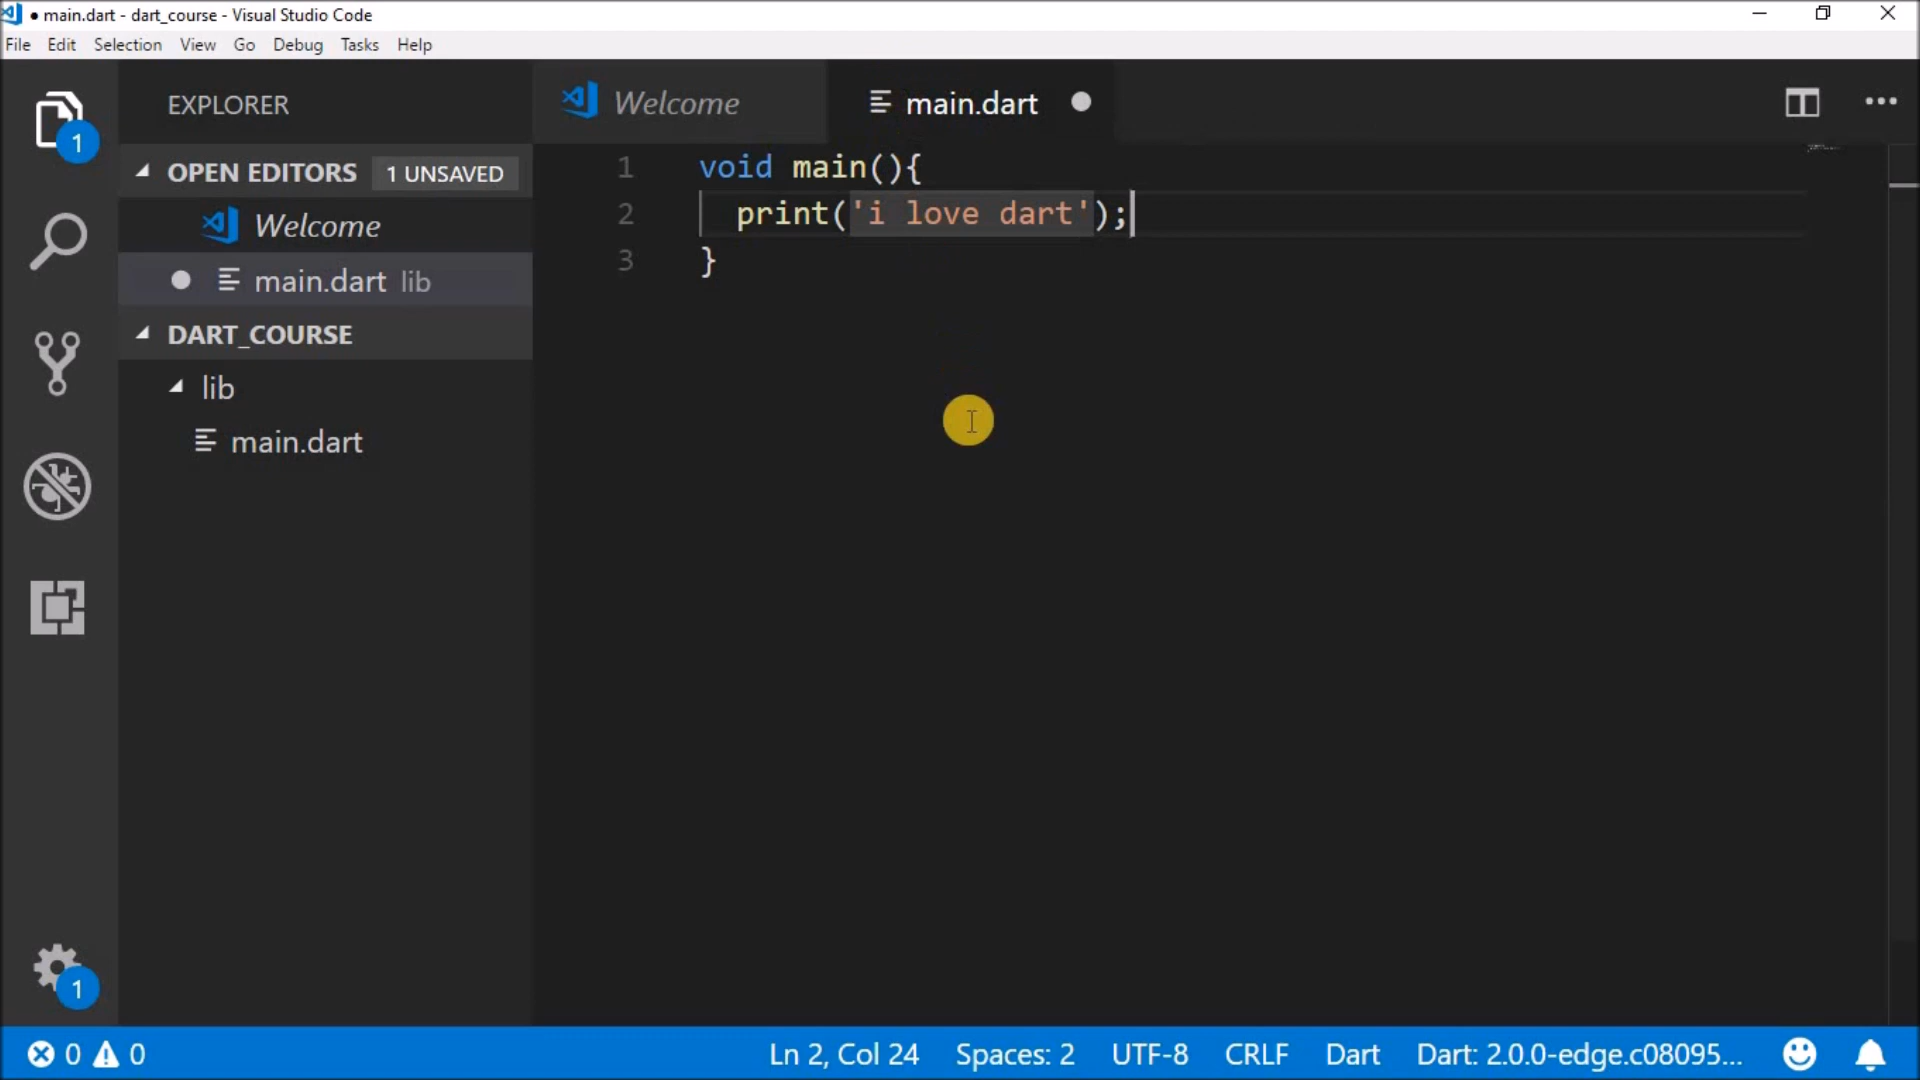 ● main.dart - dart_course - Visual Studio Code
File Edit Selection View Go Debug Tasks Help
EXPLORER
OPEN EDITORS 1 UNSAVED
Welcome
main.dart lib
DART_COURSE
lib
main.dart
1
1
Welcome main.dart
1 void main(){
2 print('i love dart');
3 }
0 0 Ln 2, Col 24 Spaces: 2 UTF-8 CRLF Dart Dart: 2.0.0-edge.c08095...